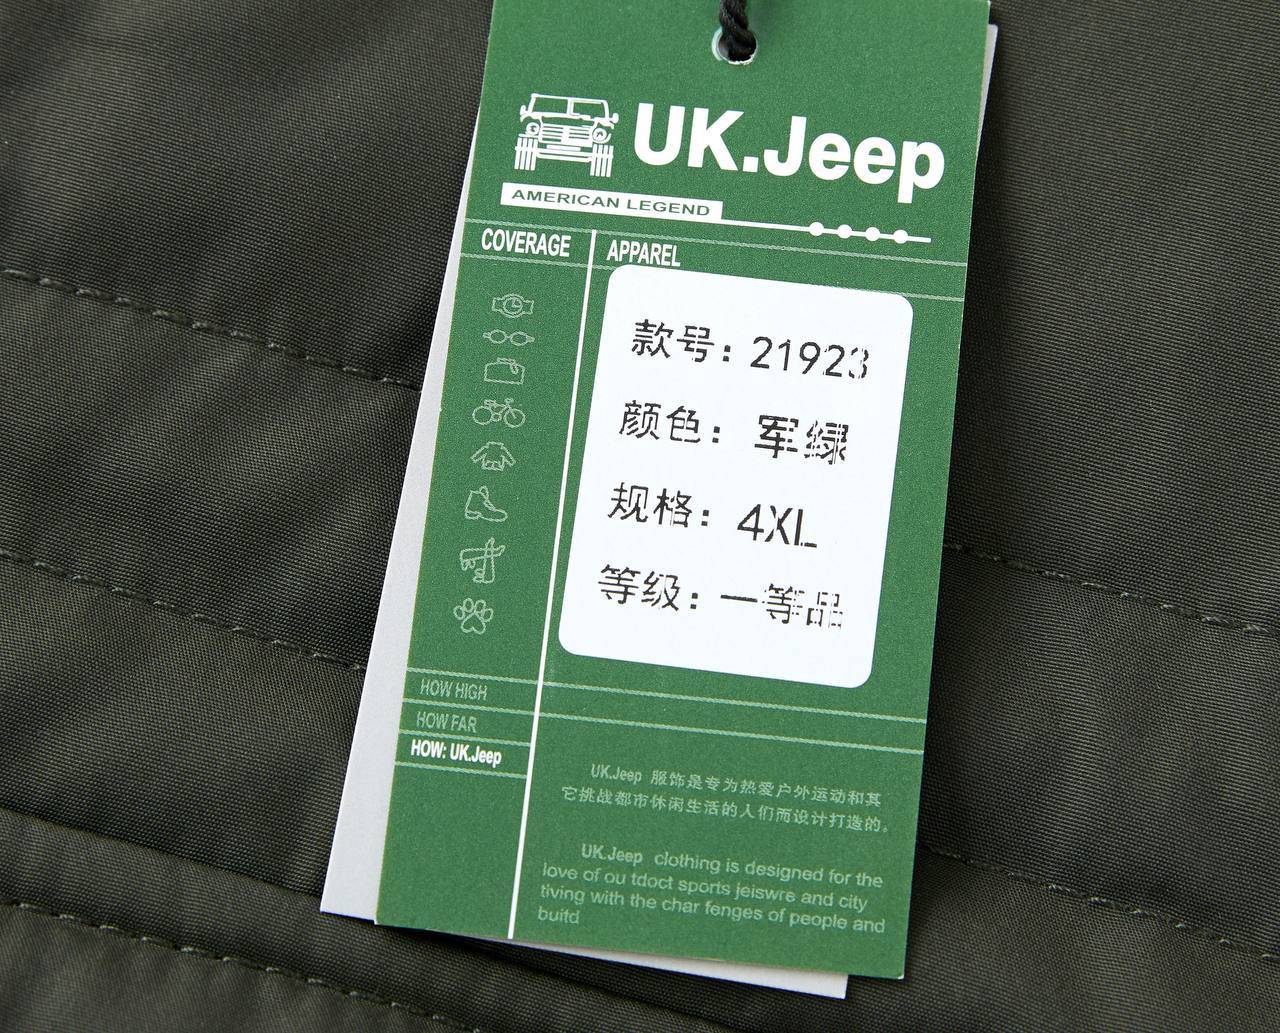 UK.Jeep
AMERICAN LEGEND
COVERAGE
APPAREL
款号：21923
颜色：军绿
规格：4XL
等级：一等品
HOW HIGH
HOW FAR
HOW: UK.Jeep
UK.Jeep 服饰是专为热爱户外运动和其
它挑战都市休闲生活的人们而设计打造的。
UK.Jeep clothing is designed for the
love of ou tdoct sports jeiswre and city
tiving with the char fenges of people and
buitd